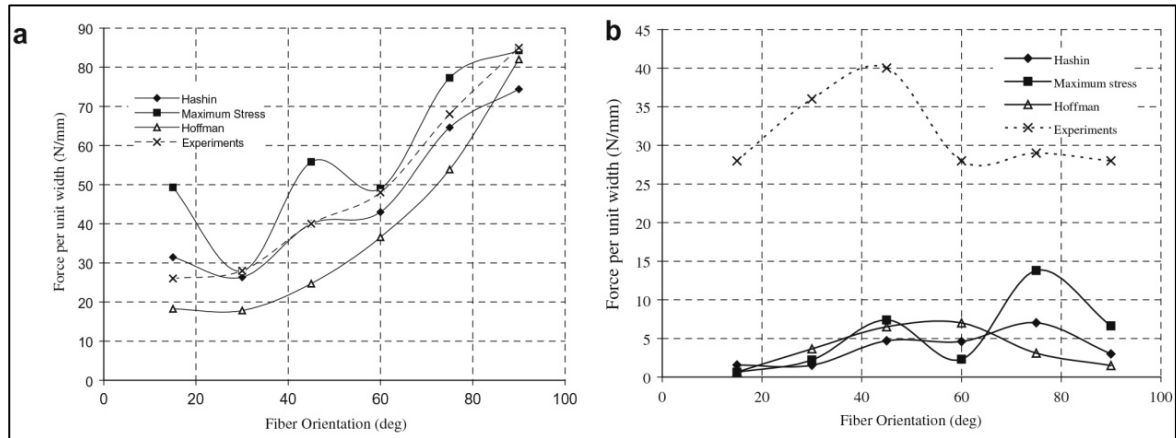 a
90
80
70
60
50
40
30
20
10
0
Force per unit width (N/mm)
Hashin
Maximum Stress
Hoffman
Experiments
0 20 40 60 80 100
Fiber Orientation (deg)
b
45
40
35
30
25
20
15
10
5
0
Force per unit width (N/mm)
Hashin
Maximum stress
Hoffman
Experiments
0 20 40 60 80 100
Fiber Orientation (deg)